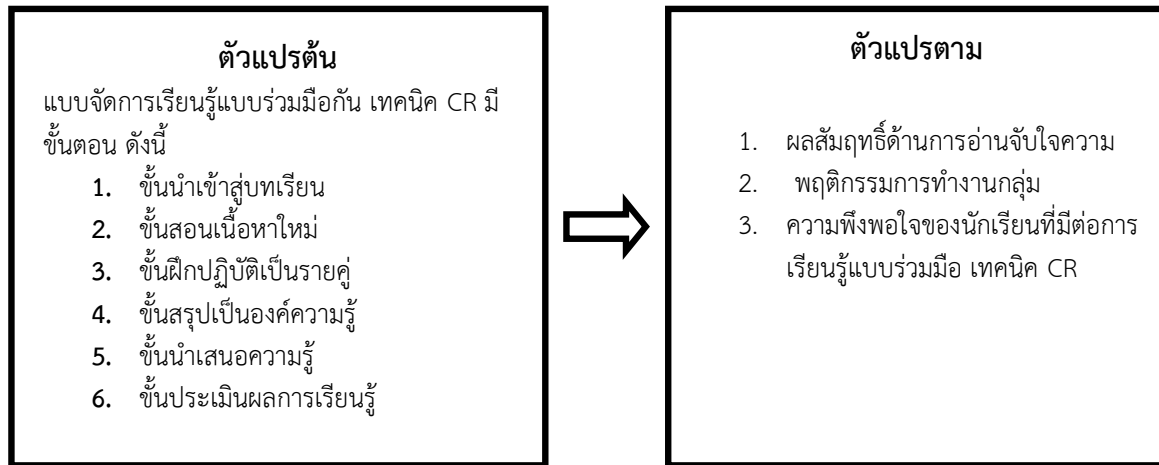 ตัวแปรต้น
แบบจัดการเรียนรู้แบบร่วมมือกัน เทคนิค CR มี
ขั้นตอน ดังนี้
1. ขั้นนำเข้าสู่บทเรียน
2. ขั้นสอนเนื้อหาใหม่
3. ขั้นฝึกปฏิบัติเป็นรายคู่
4. ขั้นสรุปเป็นองค์ความรู้
5. ขั้นนำเสนอความรู้
6. ขั้นประเมินผลการเรียนรู้
ตัวแปรตาม
1. ผลสัมฤทธิ์ด้านการอ่านจับใจความ
2. พฤติกรรมการทำงานกลุ่ม
3. ความพึงพอใจของนักเรียนที่มีต่อการ
เรียนรู้แบบร่วมมือ เทคนิค CR